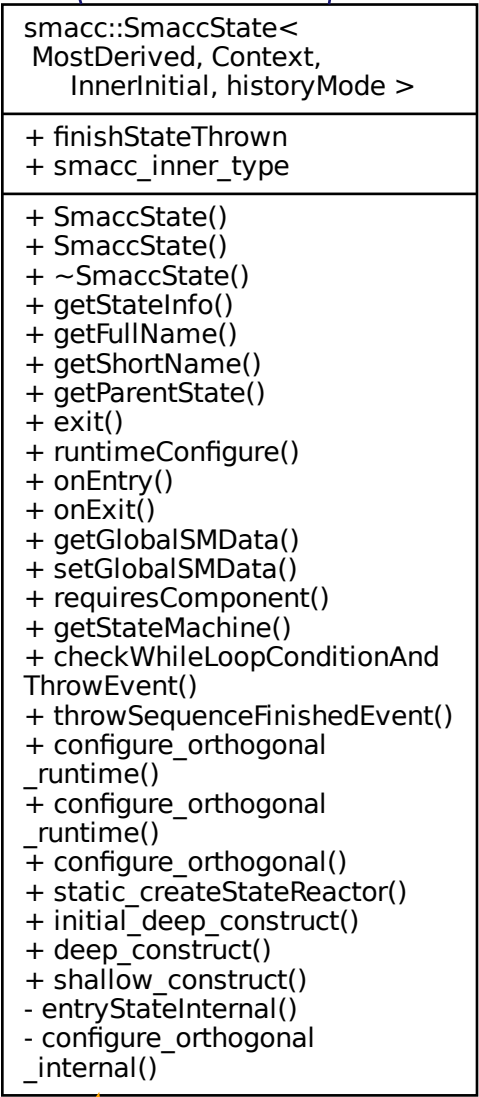 smacc::SmaccState<
MostDerived, Context,
InnerInitial, historyMode >
+ finishStateThrown
+ smacc_inner_type
+ SmaccState()
+ SmaccState()
+ ~SmaccState()
+ getStateInfo()
+ getFullName()
+ getShortName()
+ getParentState()
+ exit()
+ runtimeConfigure()
+ onEntry()
+ onExit()
+ getGlobalSMData()
+ setGlobalSMData()
+ requiresComponent()
+ getStateMachine()
+ checkWhileLoopConditionAnd
ThrowEvent()
+ throwSequenceFinishedEvent()
+ configure_orthogonal
_runtime()
+ configure_orthogonal
_runtime()
+ configure_orthogonal()
+ static_createStateReactor()
+ initial_deep_construct()
+ deep_construct()
+ shallow_construct()
- entryStateInternal()
- configure_orthogonal
_internal()